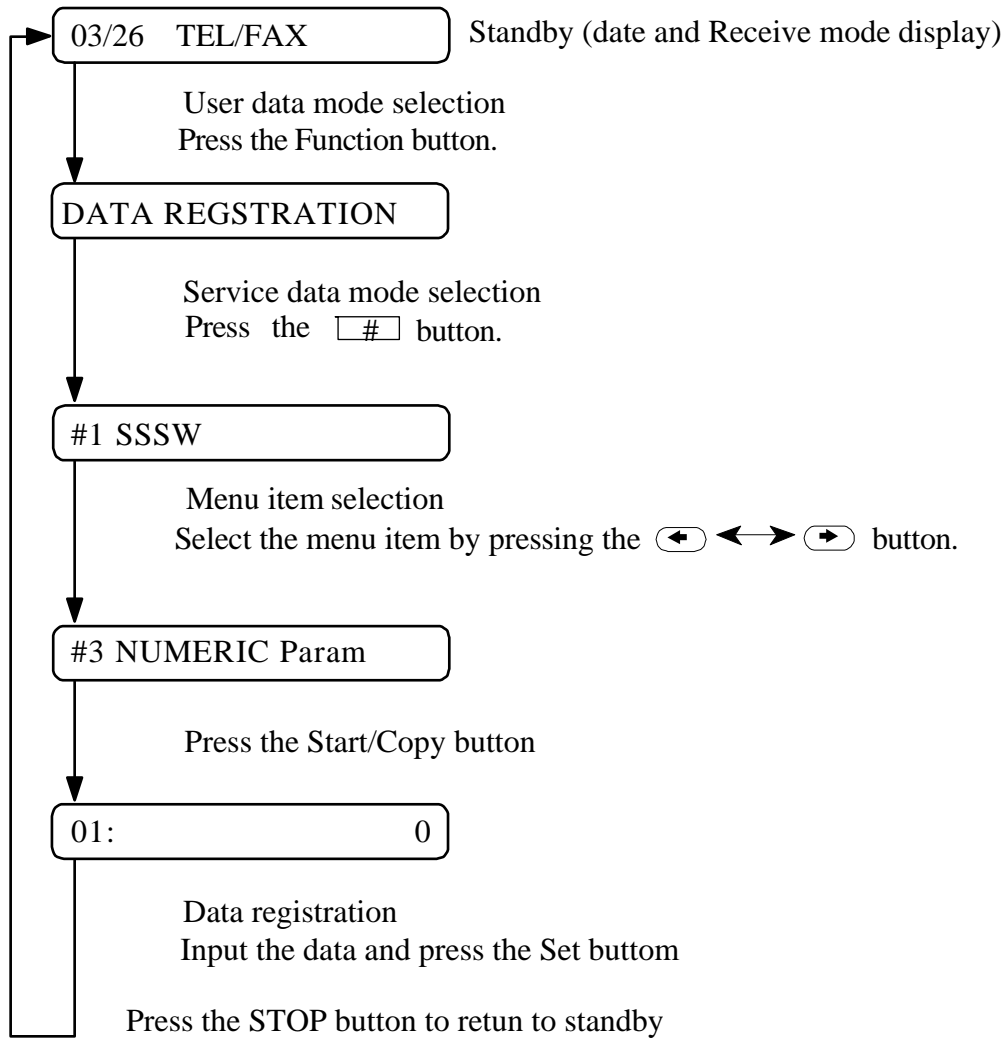 03/26 TEL/FAX Standby (date and Receive mode display)
User data mode selection
Press the Function button.
DATA REGSTRATION
Service data mode selection
Press the # button.
#1 SSSW
Menu item selection
Select the menu item by pressing the button.
#3 NUMERIC Param
Press the Start/Copy button
01: 0
Data registration
Input the data and press the Set buttom
Press the STOP button to retun to standby